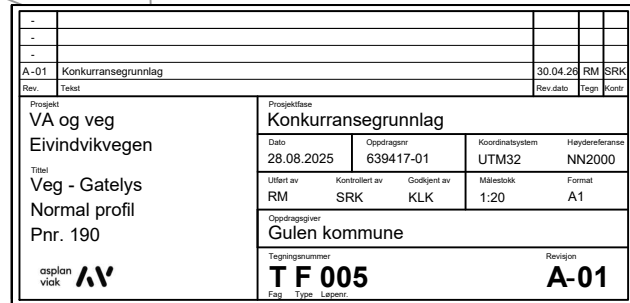 -
-
-
A-01 Konkurransegrunnlag 30.04.26 RM SRK
Rev. Tekst Rev.dato Tegn Kontr
Prosjekt
VA og veg
Eivindvikvegen
Tittel
Veg - Gatelys
Normal profil
Pnr. 190
asplan
viak
Prosjektfase
Konkurransegrunnlag
Dato Oppdragsnr Koordinatsystem Høydereferanse
28.08.2025 639417-01 UTM32 NN2000
Utført av Kontrollert av Godkjent av Målestokk Format
RM SRK KLK 1:20 A1
Oppdragsgiver
Gulen kommune
Tegningsnummer Revisjon
T F 005 A-01
Fag Type Løpenr.